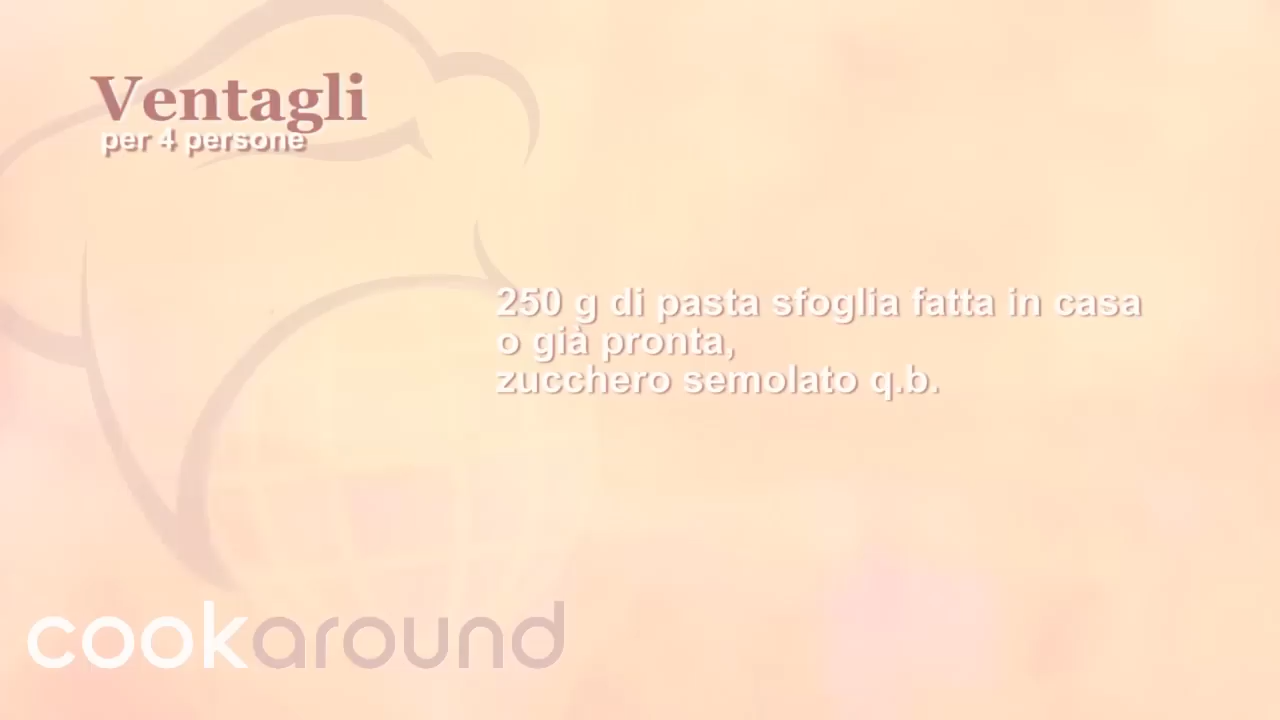 Ventagli
per 4 persone
250 g di pasta sfoglia fatta in casa
o già pronta,
zucchero semolato q.b.
cookaround